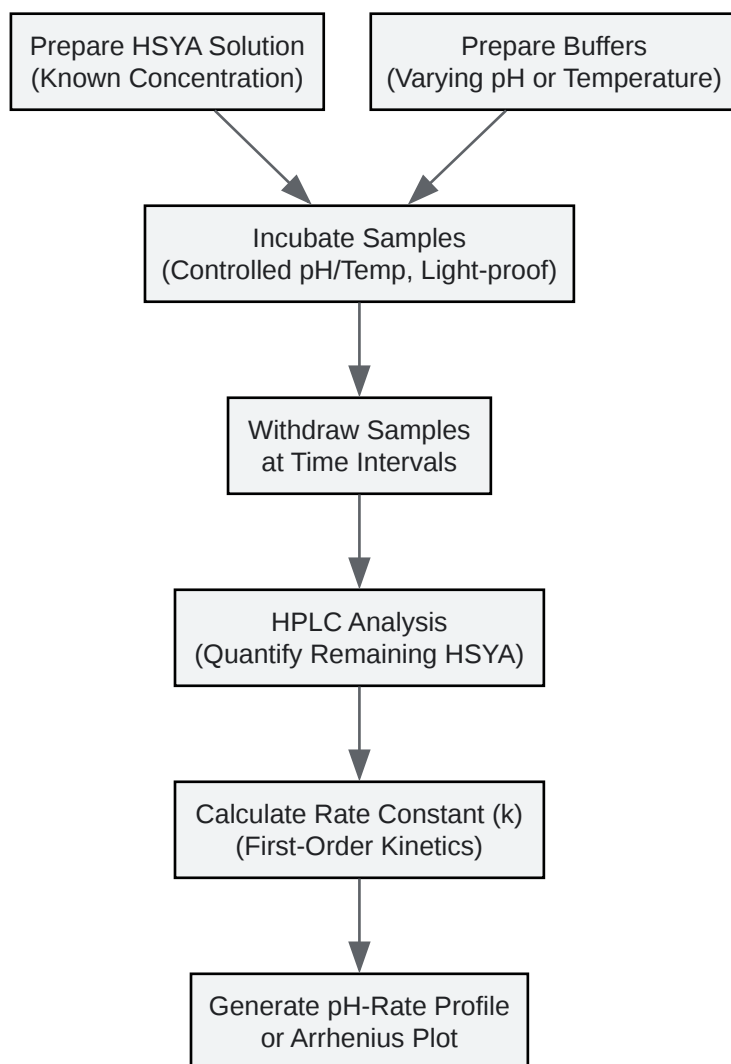 Prepare HSYA Solution
(Known Concentration)
Prepare Buffers
(Varying pH or Temperature)
Incubate Samples
(Controlled pH/Temp, Light-proof)
Withdraw Samples
at Time Intervals
HPLC Analysis
(Quantify Remaining HSYA)
Calculate Rate Constant (k)
(First-Order Kinetics)
Generate pH-Rate Profile
or Arrhenius Plot